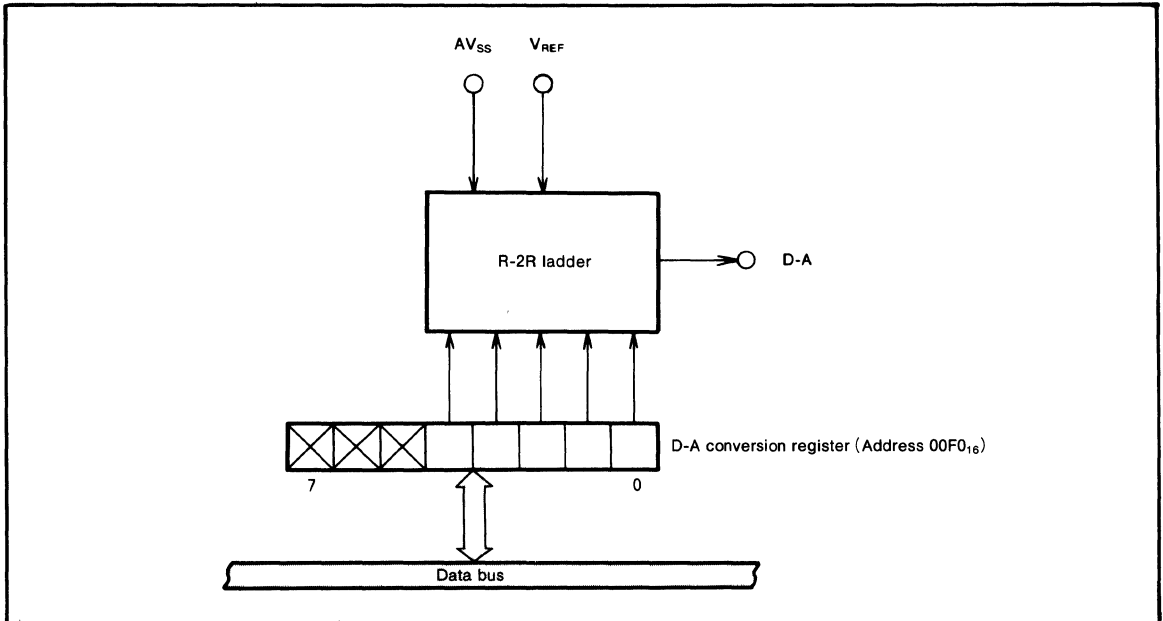 AVSS VREF
R-2R ladder
D-A
D-A conversion register (Address 00F016)
7 0
Data bus